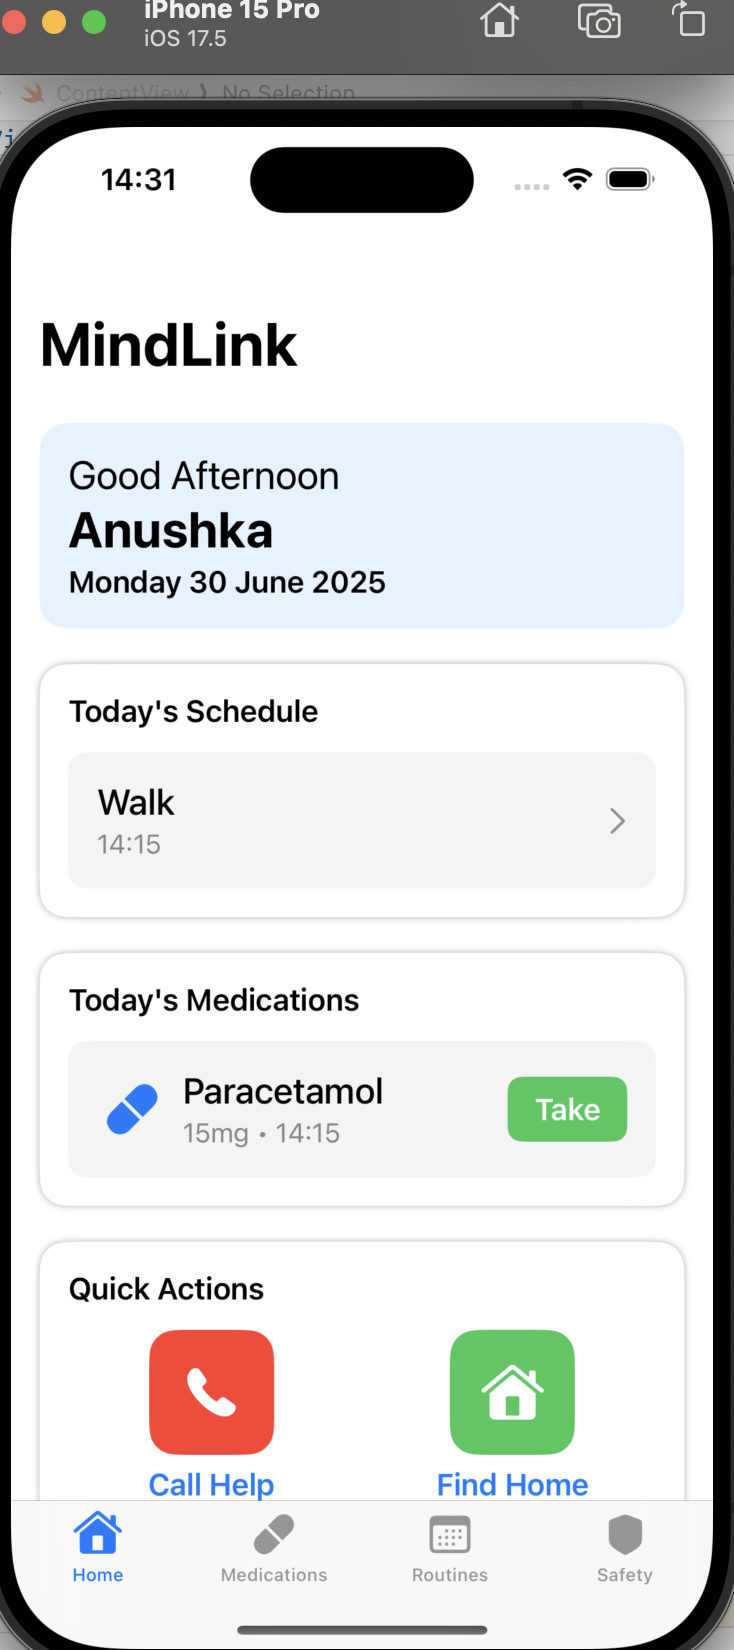 iPhone 15 Pro
iOS 17.5
ContentView 〉 No Selection
14:31
MindLink
Good Afternoon
Anushka
Monday 30 June 2025
Today's Schedule
Walk
14:15
Today's Medications
Paracetamol
15mg • 14:15
Take
Quick Actions
Call Help
Find Home
Home
Medications
Routines
Safety